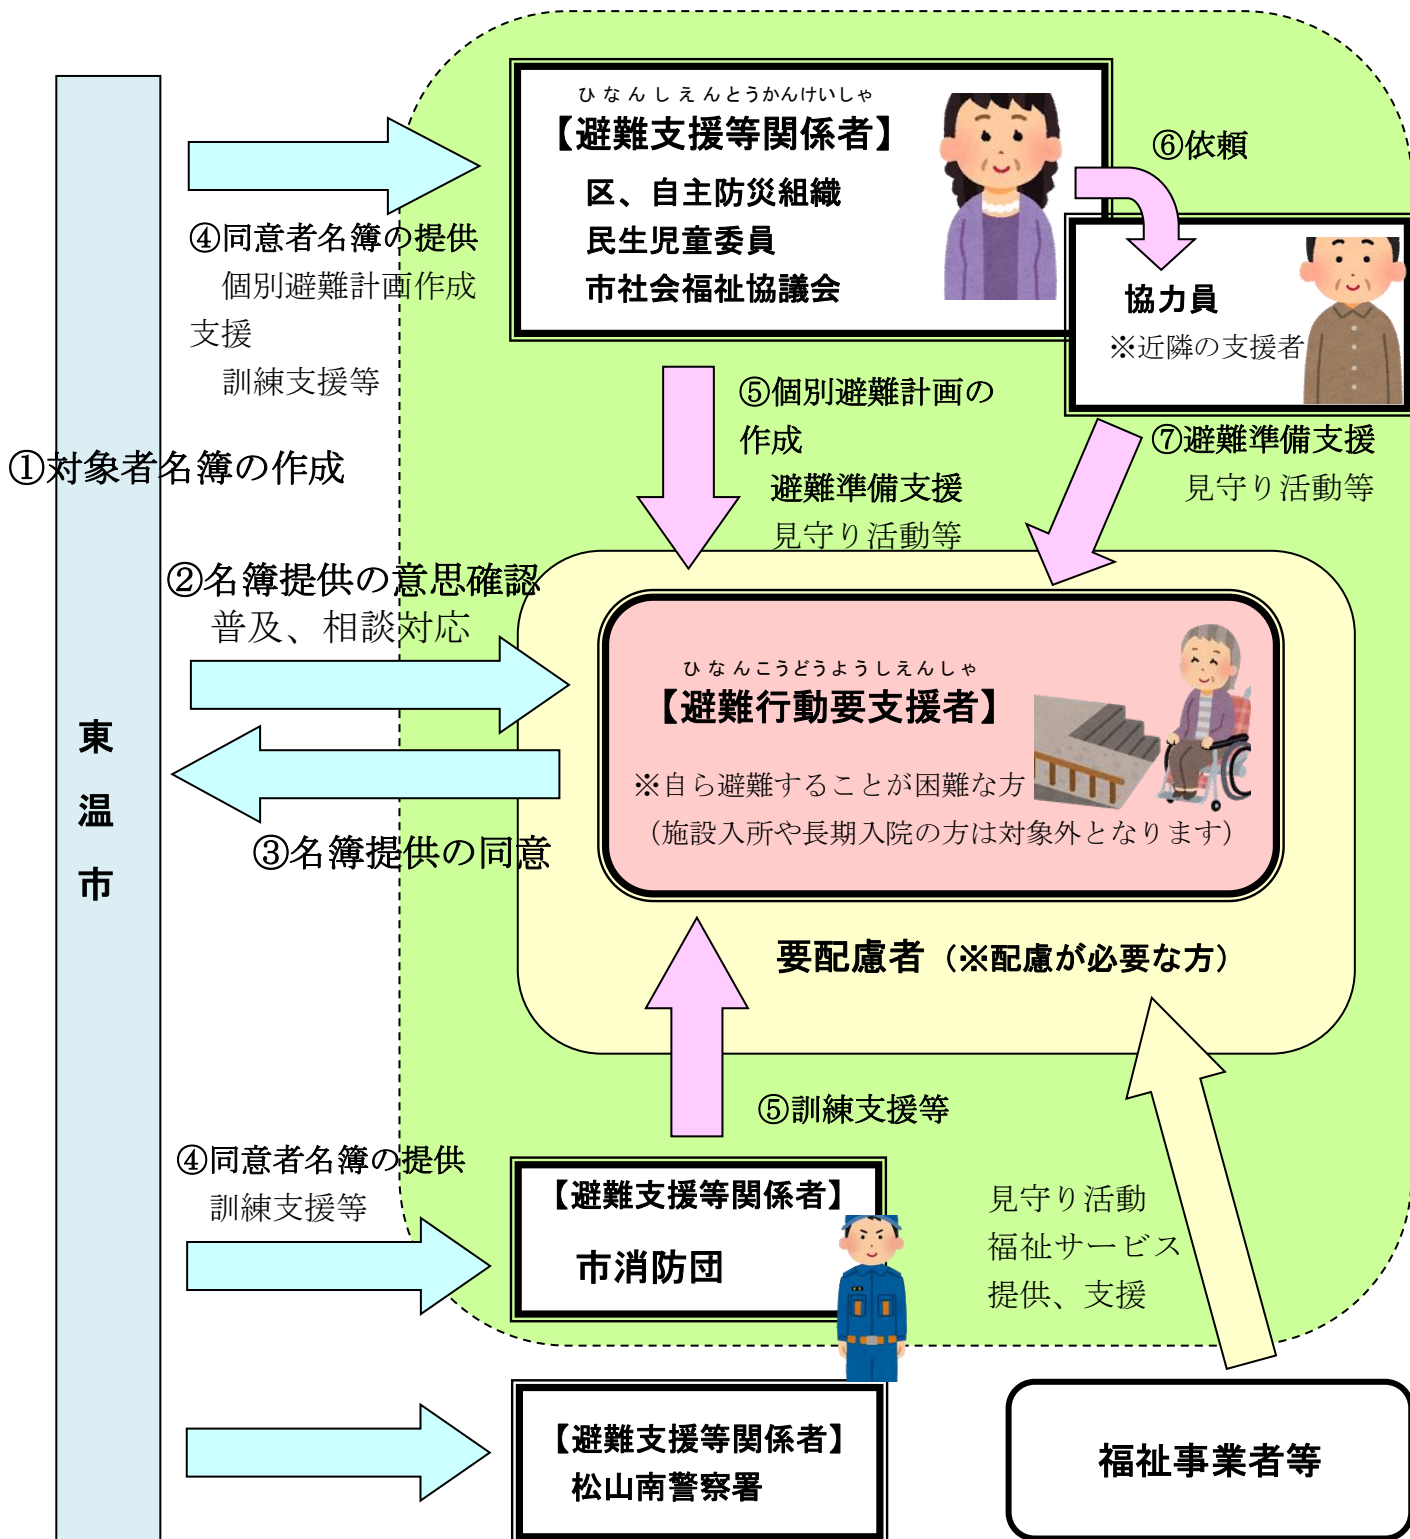 ひなんしえんとうかんけいしゃ
【避難支援等関係者】
区、自主防災組織
民生児童委員
市社会福祉協議会
⑥依頼
協力員
※近隣の支援者
④同意者名簿の提供
個別避難計画作成
支援
訓練支援等
⑤個別避難計画の
作成
避難準備支援
見守り活動等
⑦避難準備支援
見守り活動等
①対象者名簿の作成
②名簿提供の意思確認
普及、相談対応
ひなんこうどうようしえんしゃ
【避難行動要支援者】
※自ら避難することが困難な方
（施設入所や長期入院の方は対象外となります）
東
温
市
③名簿提供の同意
要配慮者（※配慮が必要な方）
⑤訓練支援等
④同意者名簿の提供
訓練支援等
【避難支援等関係者】
市消防団
見守り活動
福祉サービス
提供、支援
【避難支援等関係者】
松山南警察署
福祉事業者等